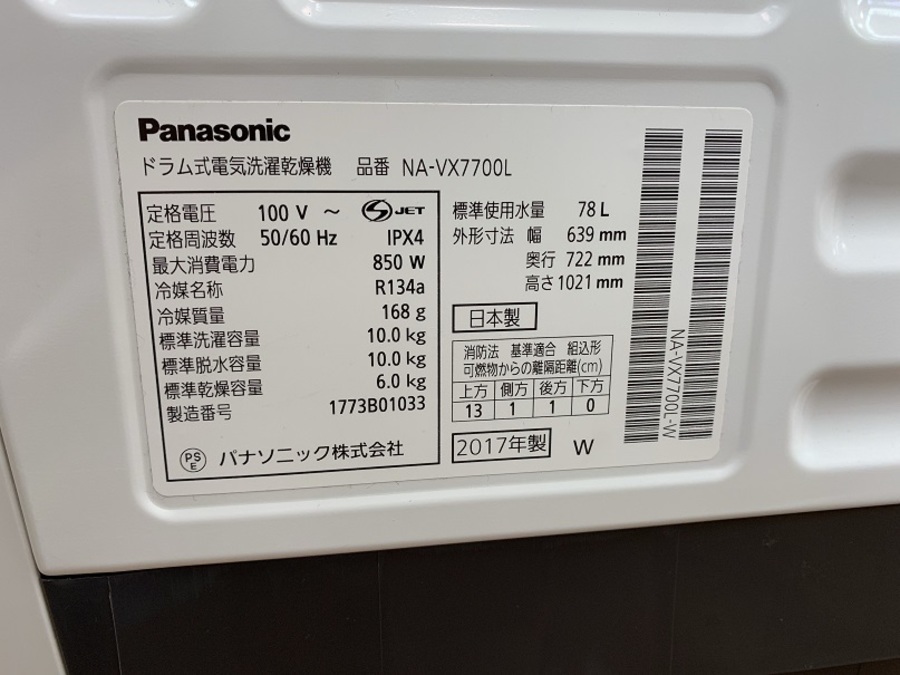 Panasonic
ドラム式電気洗濯乾燥機 品番 NA-VX7700L
定格電圧 100 V ～ S JET
定格周波数 50/60 Hz IPX4
最大消費電力 850 W
冷媒名称 R134a
冷媒質量 168 g
標準洗濯容量 10.0 kg
標準脱水容量 10.0 kg
標準乾燥容量 6.0 kg
製造番号 1773B01033
PS E パナソニック株式会社
標準使用水量 78 L
外形寸法 幅 639 mm
奥行 722 mm
高さ 1021 mm
日本製
消防法 基準適合 組込形
可燃物からの離隔距離(cm)
上方 側方 後方 下方
13 1 1 0
2017年製 W
NA-VX7700L-W